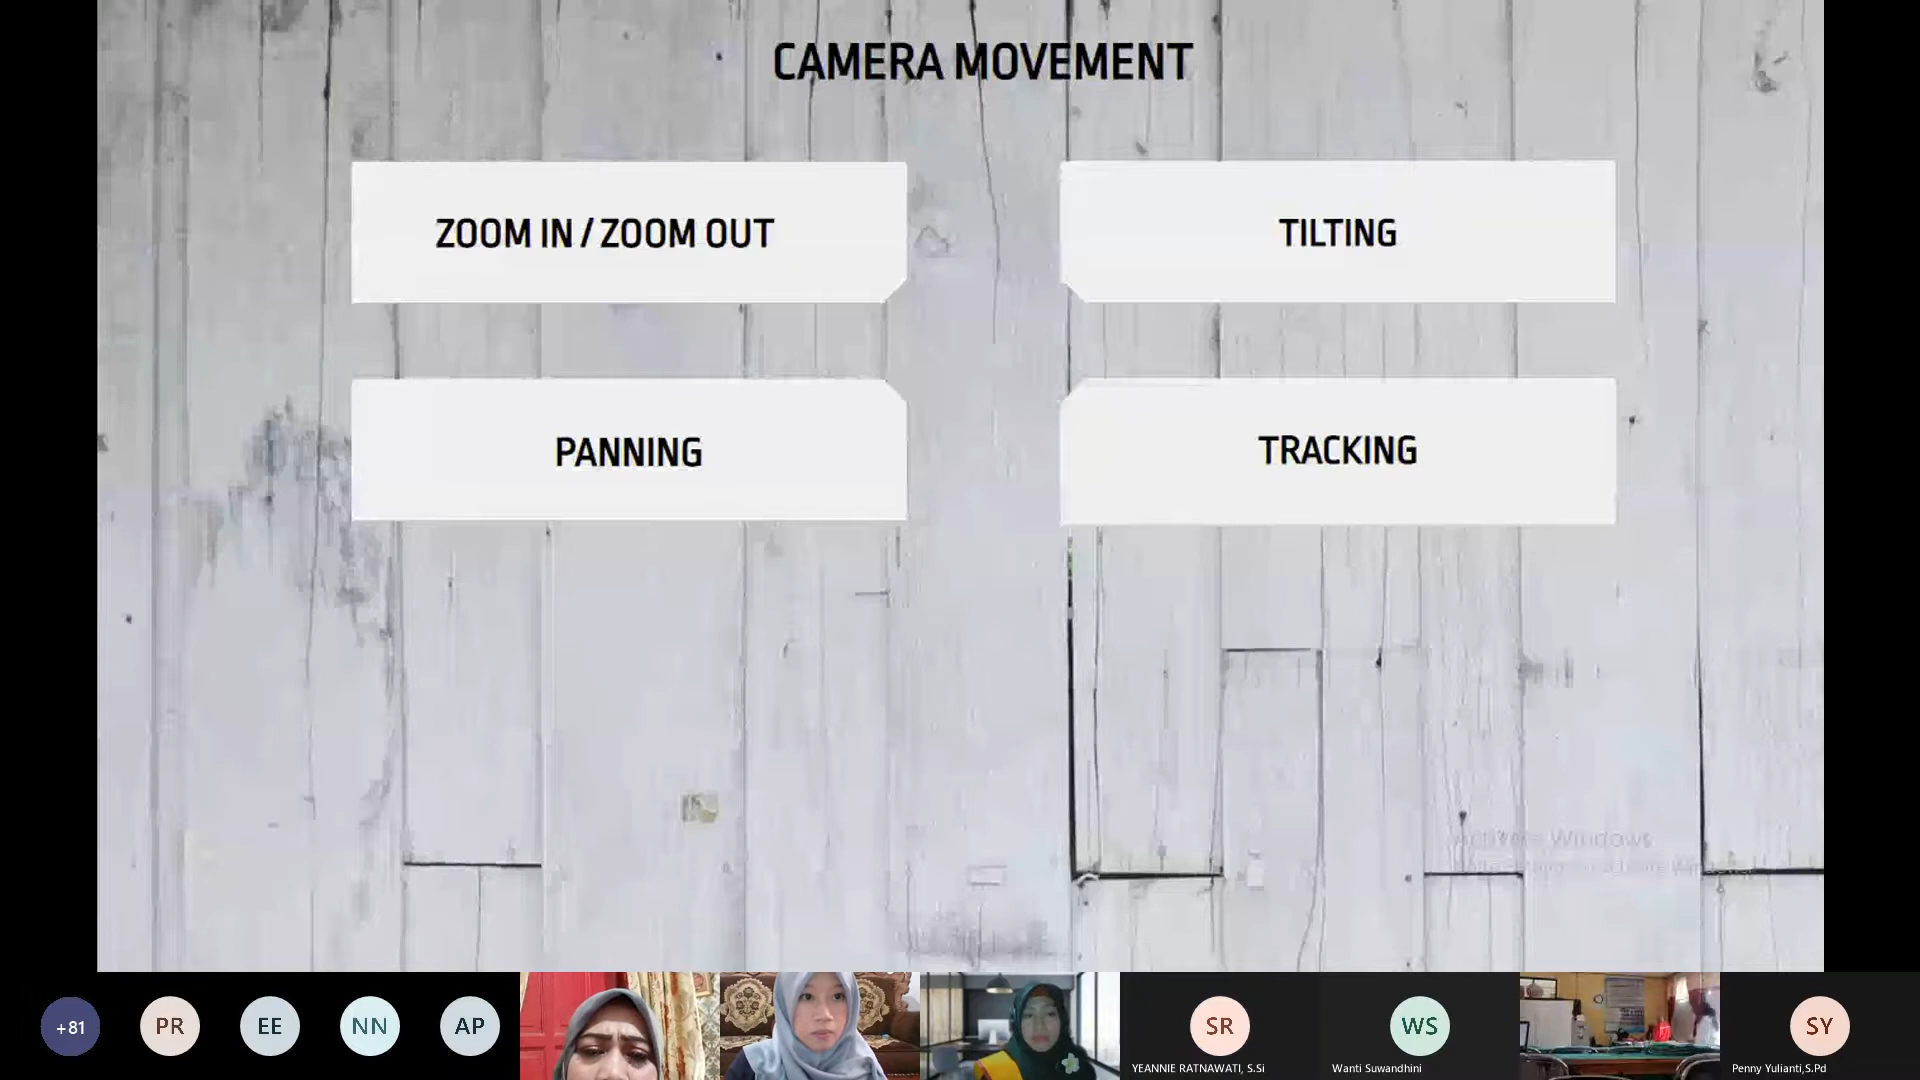 CAMERA MOVEMENT
ZOOM IN / ZOOM OUT
TILTING
PANNING
TRACKING
Activate Windows
+81
PR
EE
NN
AP
SR
WS
SY
YEANNIE RATNAWATI, S.Si
Wanti Suwandhini
Penny Yulianti,S.Pd